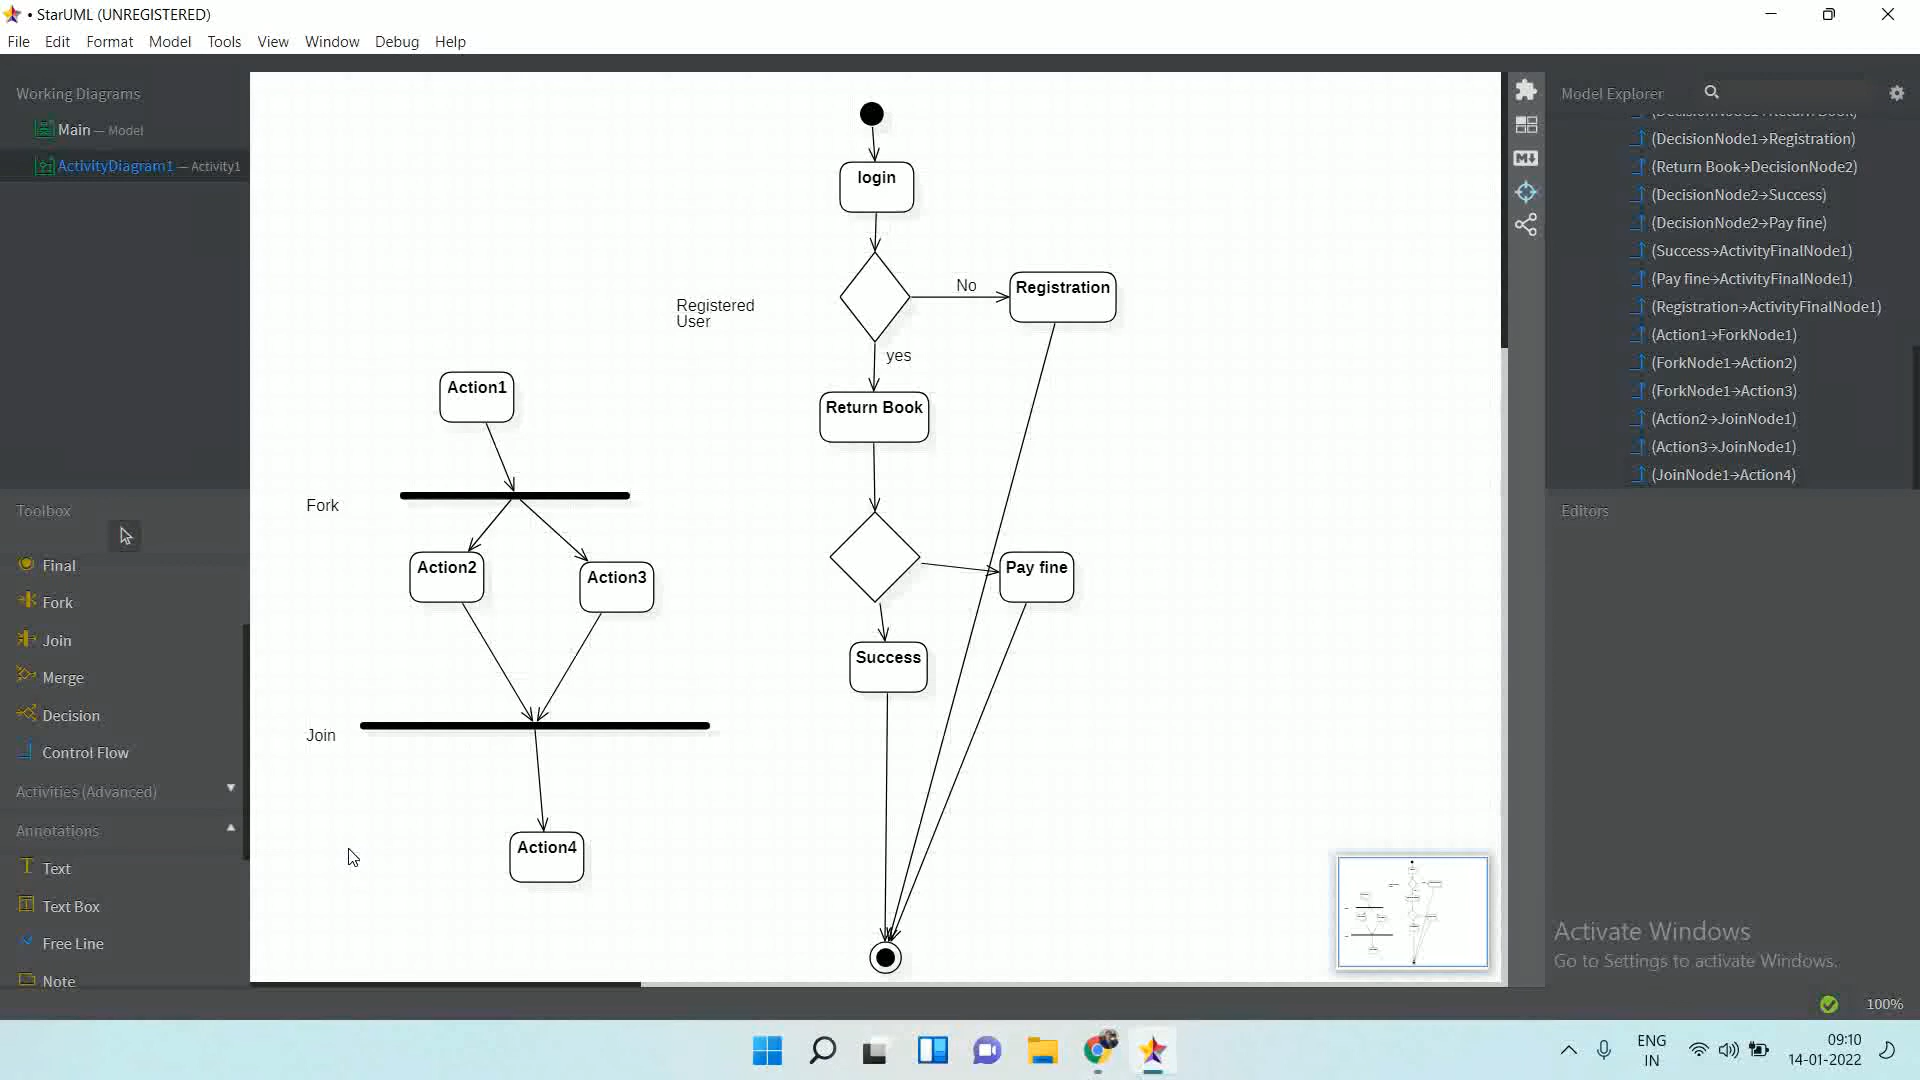 • StarUML (UNREGISTERED)
File Edit Format Model Tools View Window Debug Help
Working Diagrams
Main — Model
ActivityDiagram1 — Activity1
Toolbox
Final
Fork
Join
Merge
Decision
Control Flow
Activities (Advanced)
Annotations
Text
Text Box
Free Line
Note
login
No
Registration
Registered
User
yes
Action1
Return Book
Fork
Action2
Action3
Pay fine
Success
Join
Action4
Model Explorer
(DecisionNode1→Return Book)
(DecisionNode1→Registration)
(Return Book→DecisionNode2)
(DecisionNode2→Success)
(DecisionNode2→Pay fine)
(Success→ActivityFinalNode1)
(Pay fine→ActivityFinalNode1)
(Registration→ActivityFinalNode1)
(Action1→ForkNode1)
(ForkNode1→Action2)
(ForkNode1→Action3)
(Action2→JoinNode1)
(Action3→JoinNode1)
(JoinNode1→Action4)
Editors
Activate Windows
Go to Settings to activate Windows.
100%
ENG
IN
09:10
14-01-2022